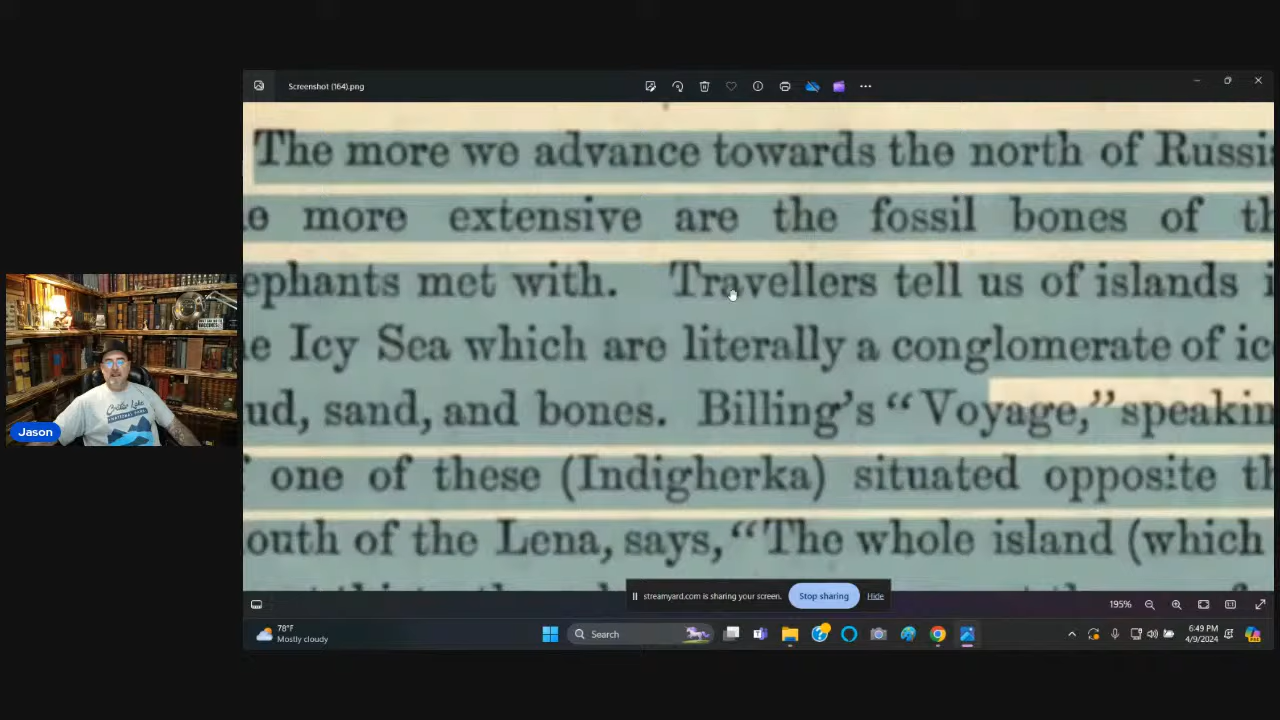 Screenshot (164).png
The more we advance towards the north of Russia
e more extensive are the fossil bones of th
ephants met with. Travellers tell us of islands i
e Icy Sea which are literally a conglomerate of ice
ud, sand, and bones. Billing's “Voyage,” speakin
one of these (Indigherka) situated opposite th
outh of the Lena, says, “The whole island (which
Jason
streamyard.com is sharing your screen.
Stop sharing
Hide
195%
78°F
Mostly cloudy
Search
6:49 PM
4/9/2024